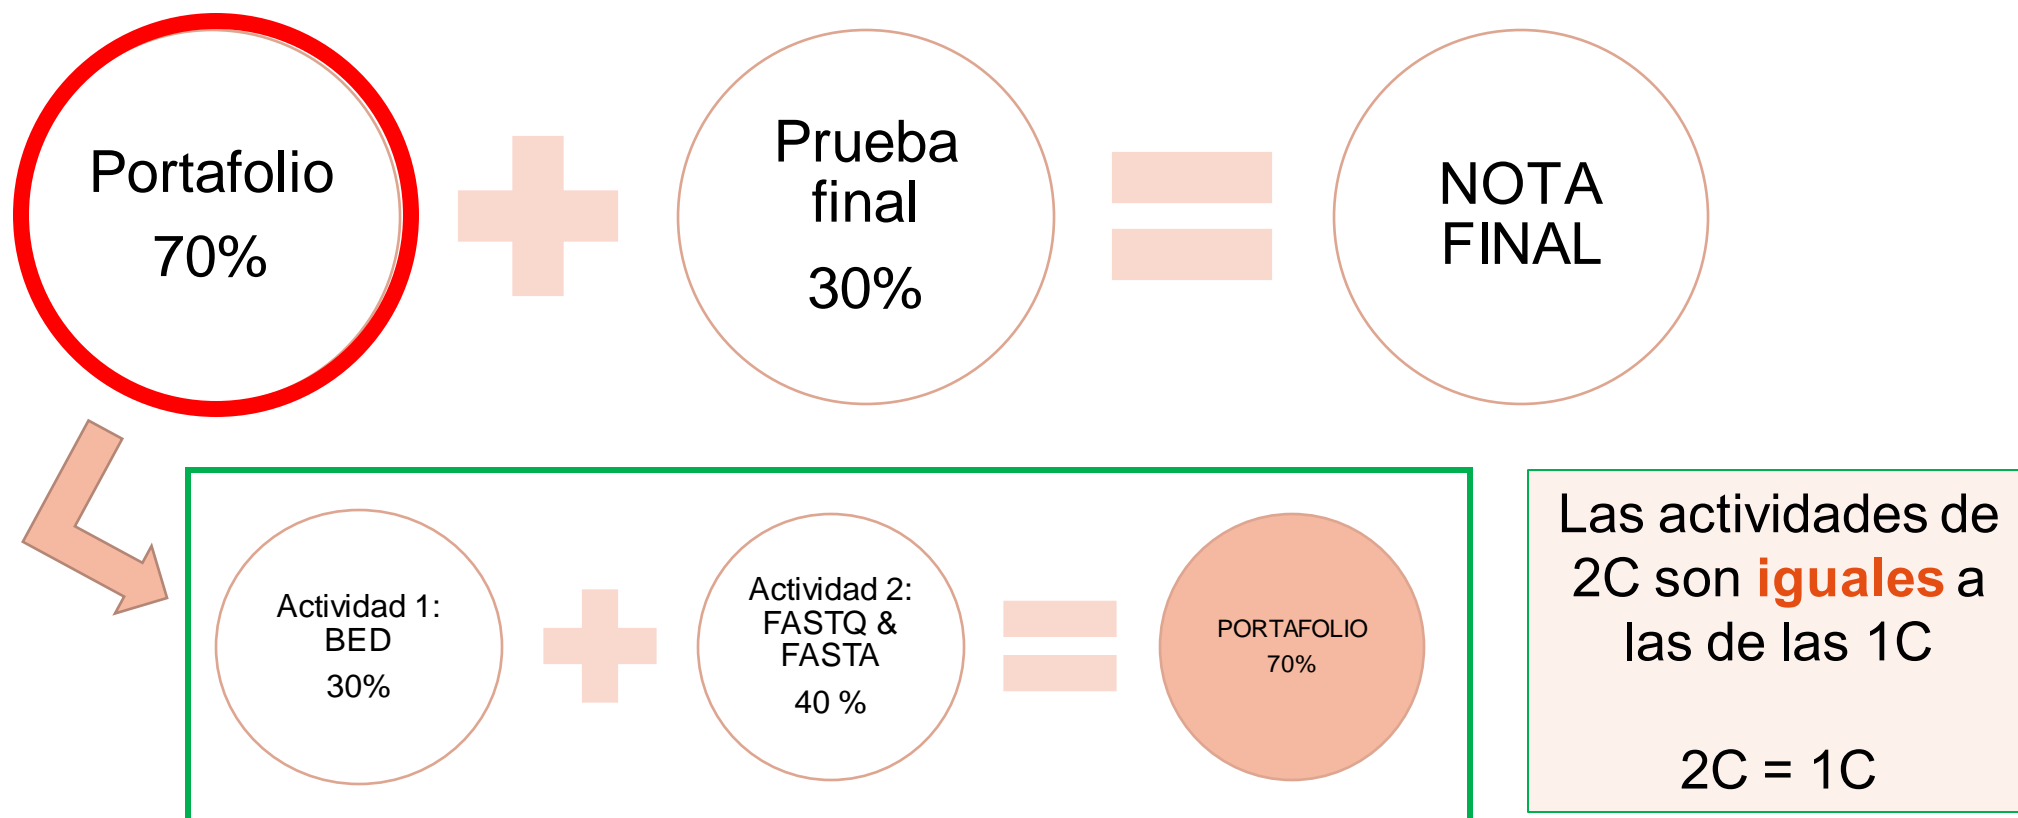 Portafolio
70%
Prueba
final
30%
NOTA
FINAL
Actividad 1:
BED
30%
Actividad 2:
FASTQ &
FASTA
40 %
PORTAFOLIO
70%
Las actividades de
2C son iguales a
las de las 1C
2C = 1C